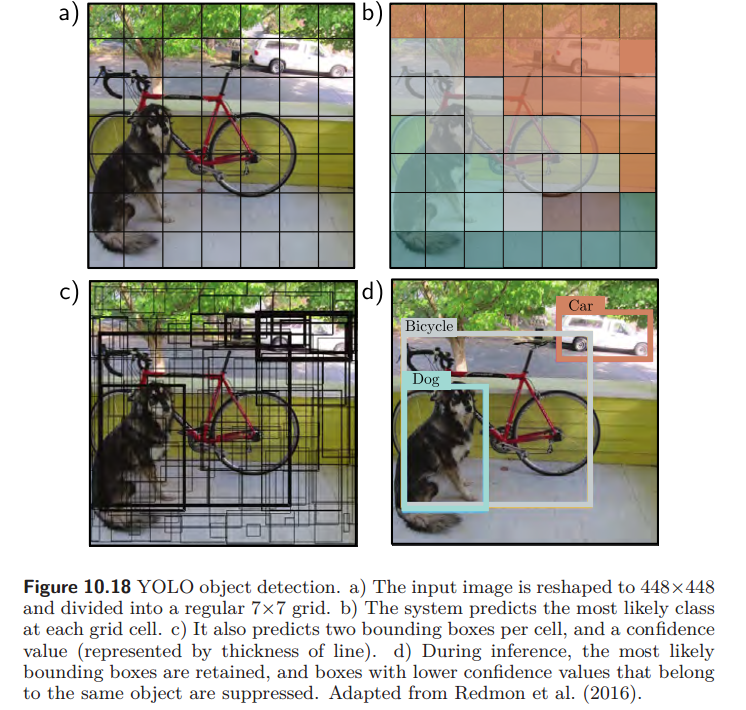 a)
b)
c)
d)
Car
Bicycle
Dog
Figure 10.18 YOLO object detection. a) The input image is reshaped to 448×448
and divided into a regular 7×7 grid. b) The system predicts the most likely class
at each grid cell. c) It also predicts two bounding boxes per cell, and a confidence
value (represented by thickness of line). d) During inference, the most likely
bounding boxes are retained, and boxes with lower confidence values that belong
to the same object are suppressed. Adapted from Redmon et al. (2016).